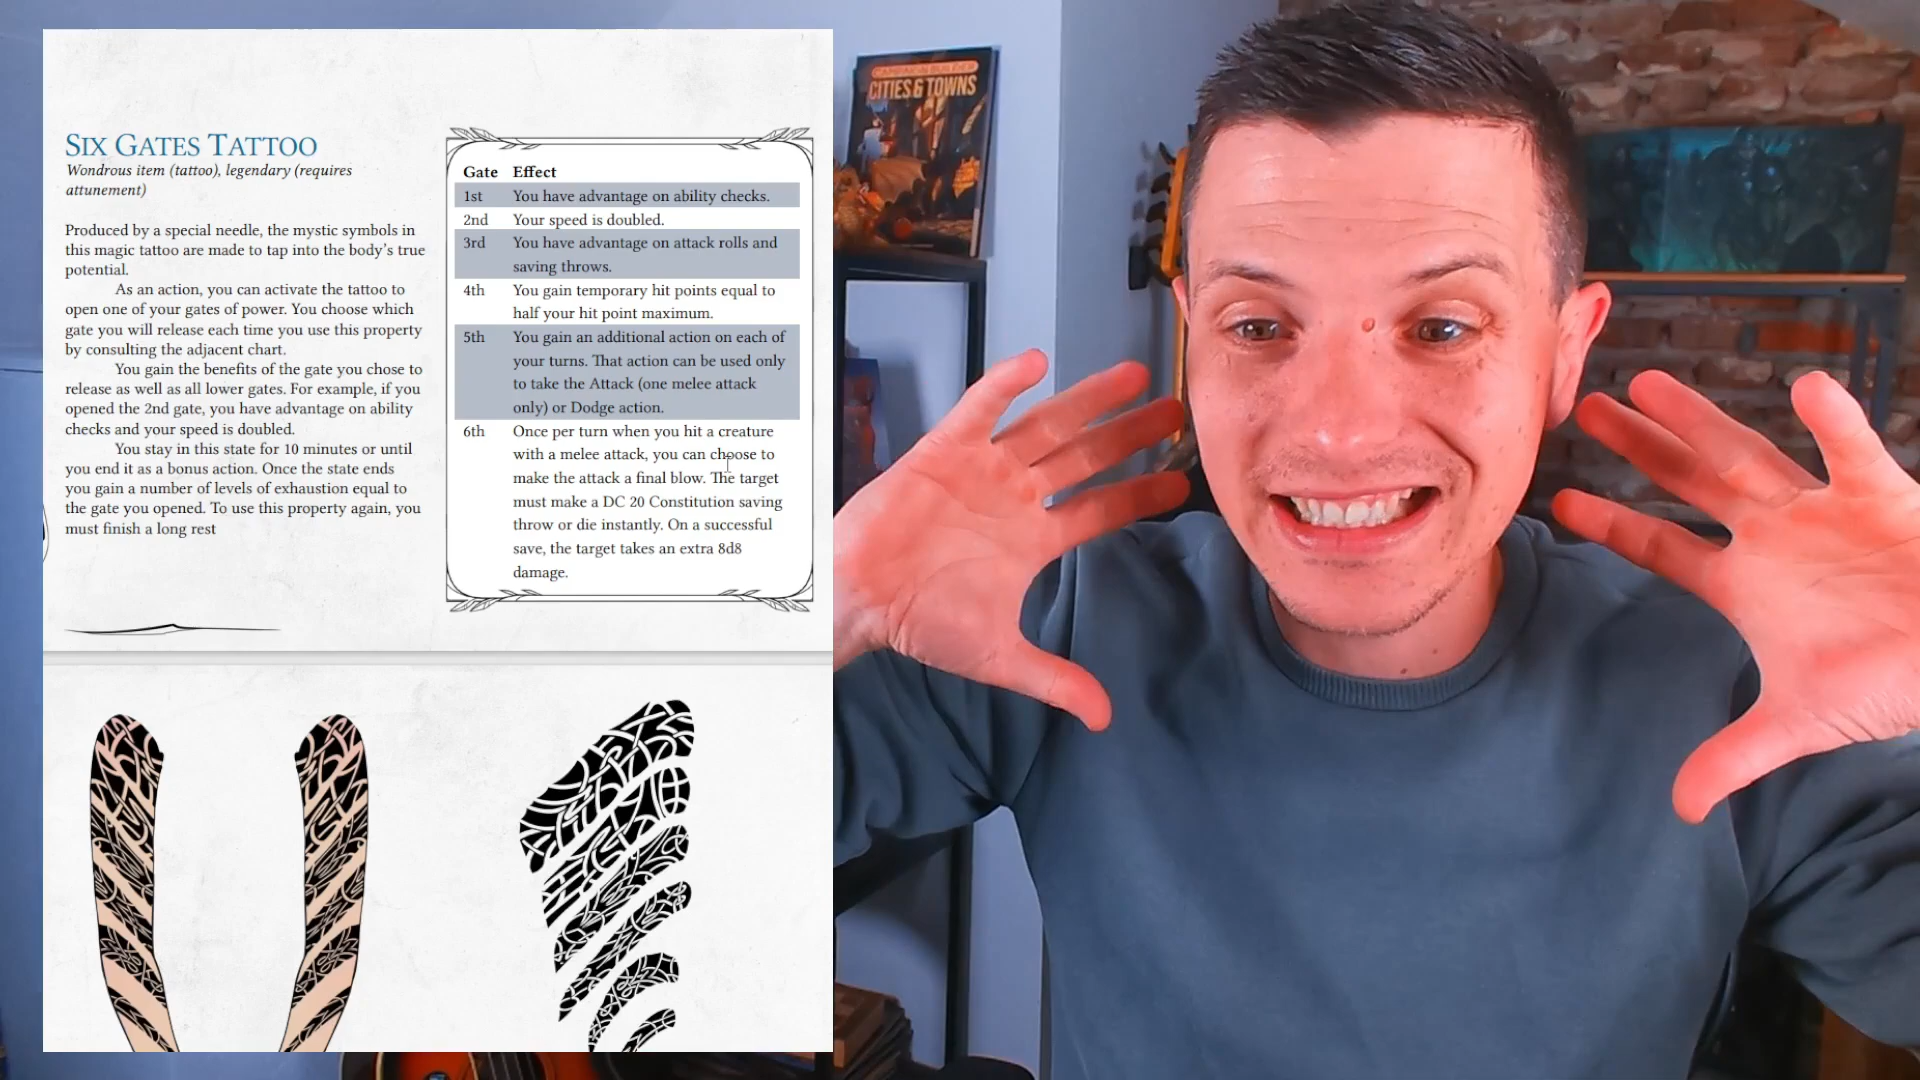 SIX GATES TATTOO
Wondrous item (tattoo), legendary (requires
attunement)
Produced by a special needle, the mystic symbols in
this magic tattoo are made to tap into the body's true
potential.
As an action, you can activate the tattoo to
open one of your gates of power. You choose which
gate you will release each time you use this property
by consulting the adjacent chart.
You gain the benefits of the gate you chose to
release as well as all lower gates. For example, if you
opened the 2nd gate, you have advantage on ability
checks and your speed is doubled.
You stay in this state for 10 minutes or until
you end it as a bonus action. Once the state ends
you gain a number of levels of exhaustion equal to
the gate you opened. To use this property again, you
must finish a long rest
Gate Effect
1st You have advantage on ability checks.
2nd Your speed is doubled.
3rd You have advantage on attack rolls and
saving throws.
4th You gain temporary hit points equal to
half your hit point maximum.
5th You gain an additional action on each of
your turns. That action can be used only
to take the Attack (one melee attack
only) or Dodge action.
6th Once per turn when you hit a creature
with a melee attack, you can choose to
make the attack a final blow. The target
must make a DC 20 Constitution saving
throw or die instantly. On a successful
save, the target takes an extra 8d8
damage.
CAMPAIGN BUILDER
CITIES & TOWNS